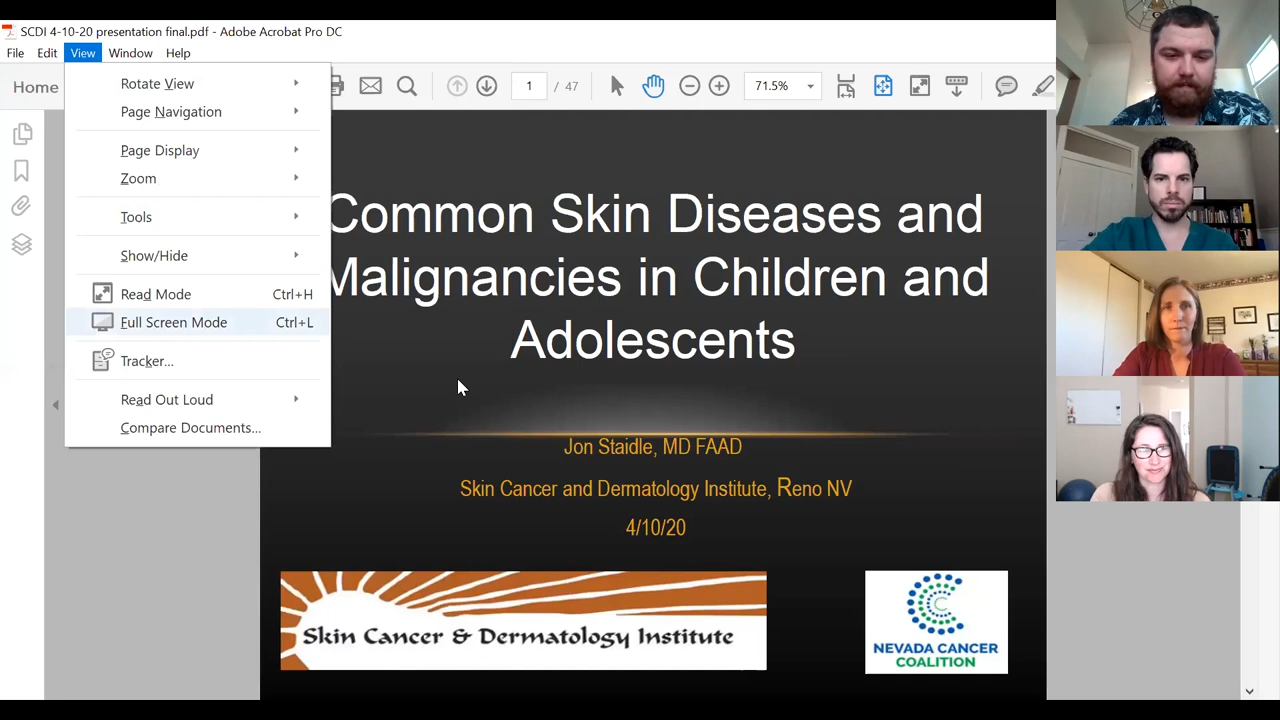 SCDI 4-10-20 presentation final.pdf - Adobe Acrobat Pro DC
File Edit View Window Help
Home
1 / 47
71.5%
Rotate View
Page Navigation
Page Display
Zoom
Tools
Show/Hide
Read Mode Ctrl+H
Full Screen Mode Ctrl+L
Tracker...
Read Out Loud
Compare Documents...
Common Skin Diseases and
Malignancies in Children and
Adolescents
Jon Staidle, MD FAAD
Skin Cancer and Dermatology Institute, Reno NV
4/10/20
Skin Cancer & Dermatology Institute
NEVADA CANCER
COALITION